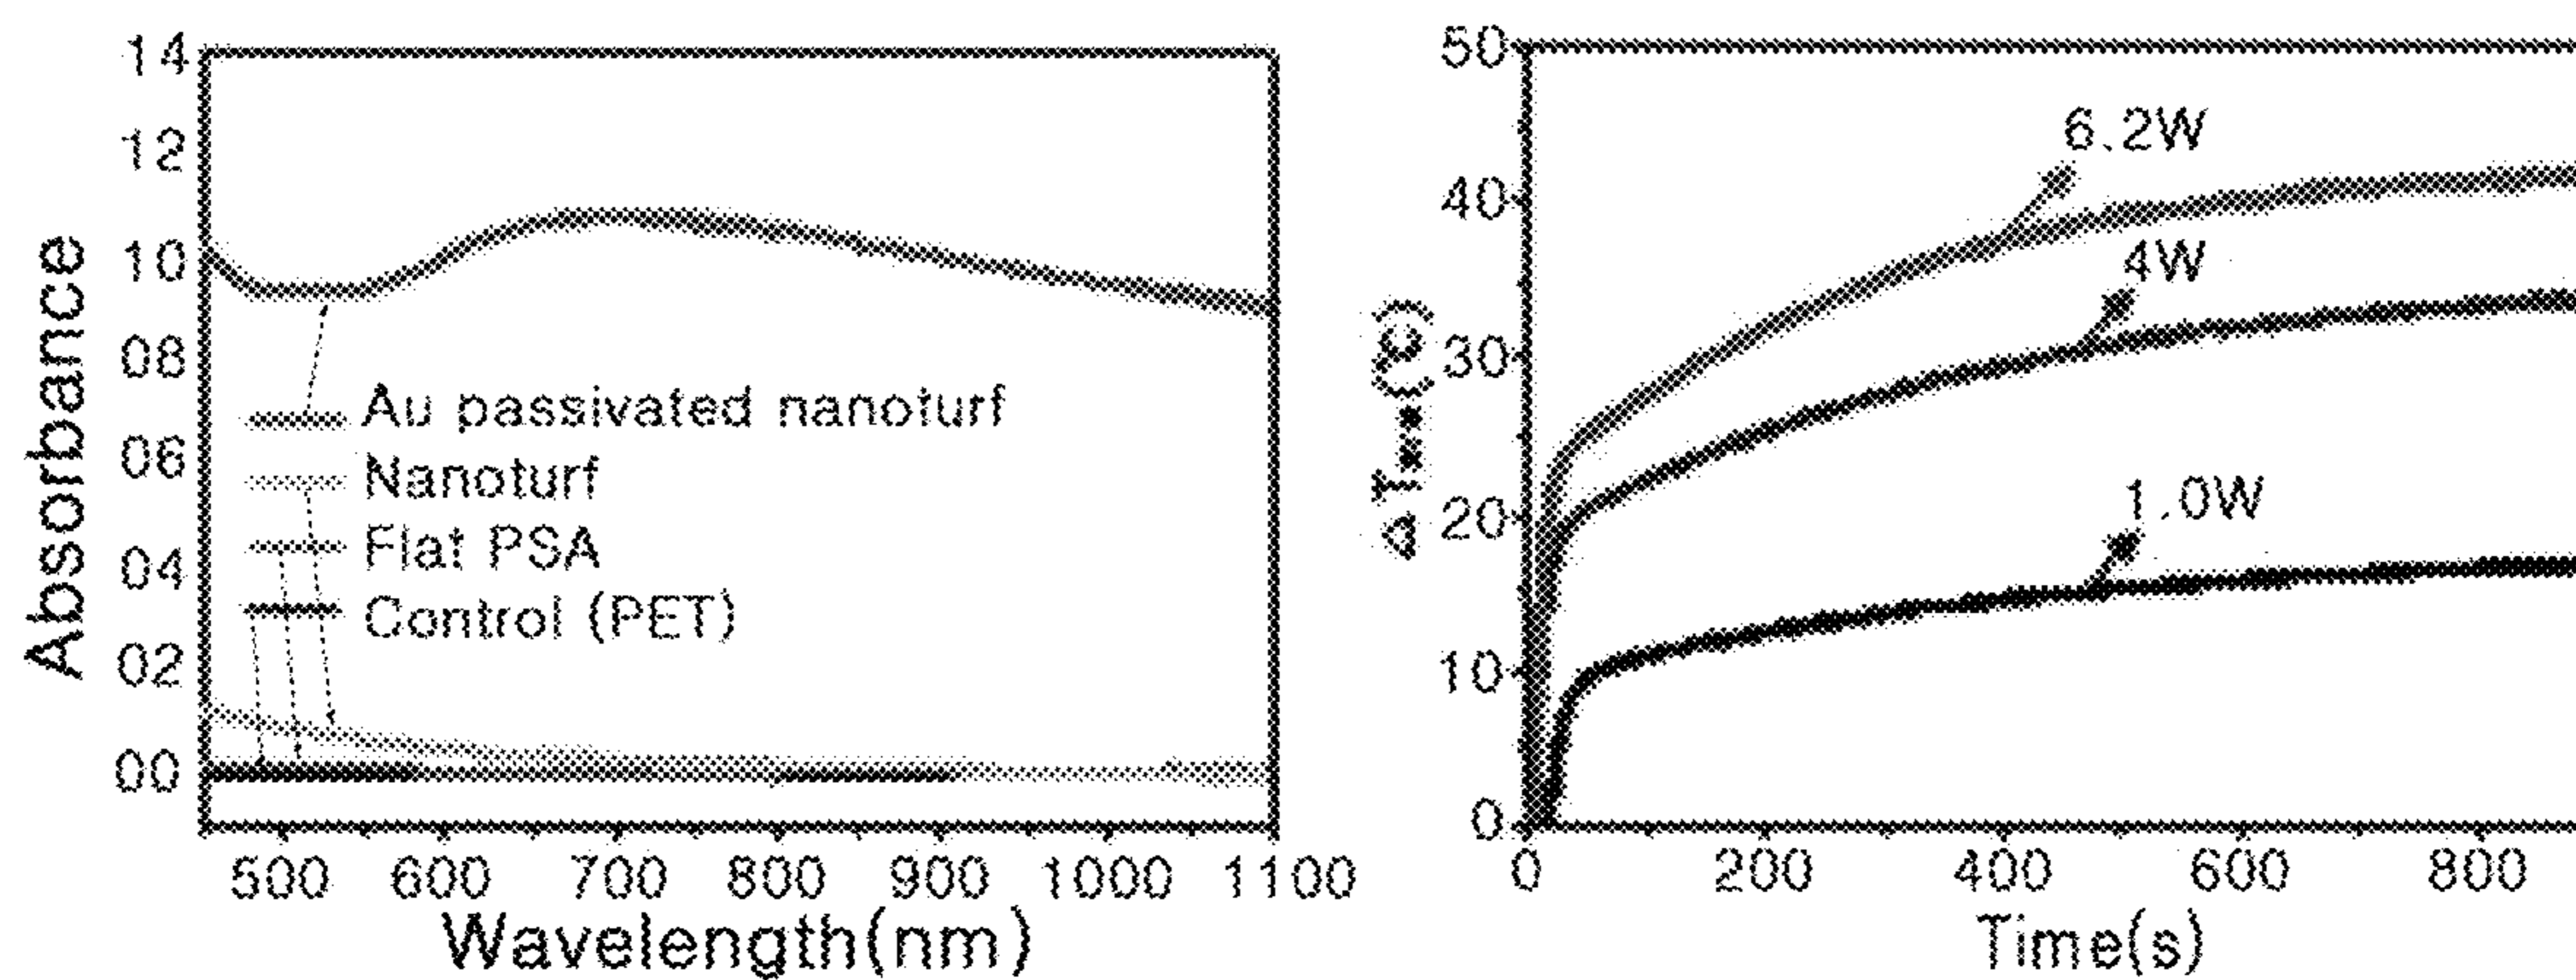 Absorbance
14
12
10
08
06
04
02
00
Au passivated nanoturf
Nanoturf
Flat PSA
Control (PET)
500 600 700 800 900 1000 1100
Wavelength(nm)
50
40
30
20
10
0
6.2W
4W
1.0W
0 200 400 600 800
Time(s)